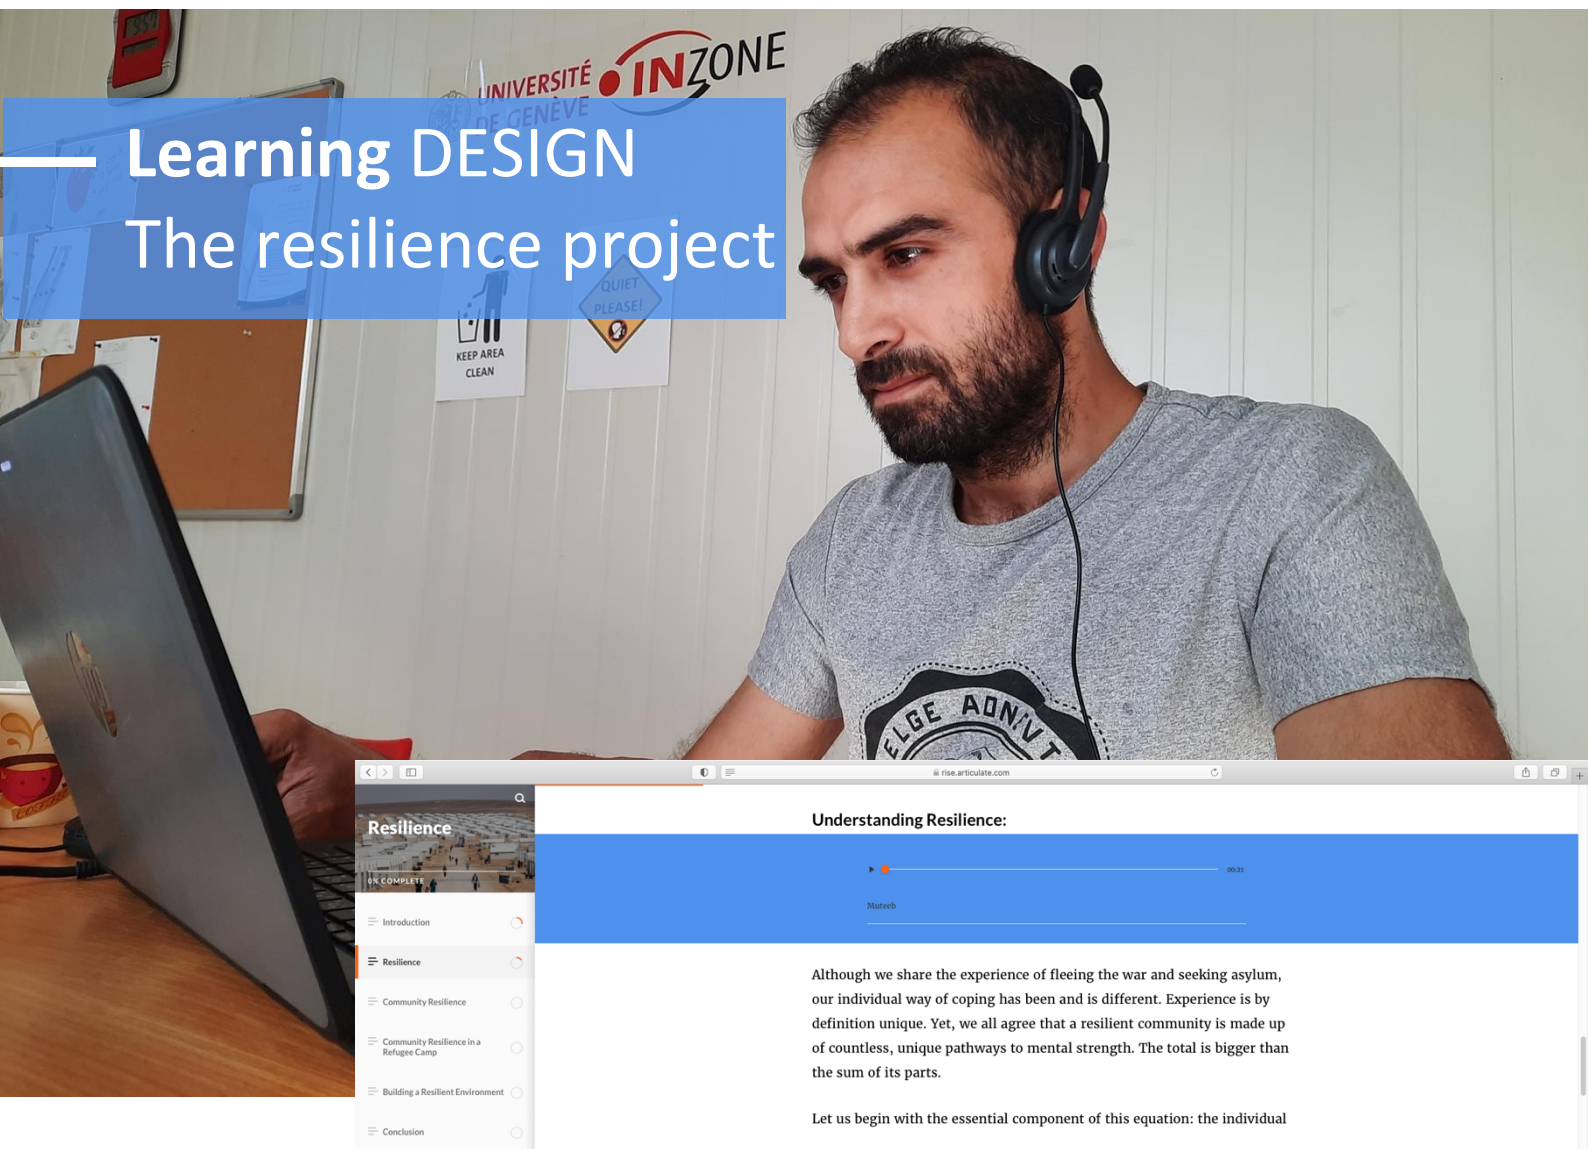 UNIVERSITÉ
DE GENÈVE
INZONE
Learning DESIGN
The resilience project
QUIET
PLEASE!
KEEP AREA
CLEAN
ELGE ADN
rise.articulate.com
Resilience
0% COMPLETE
Introduction
Resilience
Community Resilience
Community Resilience in a
Refugee Camp
Building a Resilient Environment
Conclusion
Understanding Resilience:
00:31
Muteeb
Although we share the experience of fleeing the war and seeking asylum,
our individual way of coping has been and is different. Experience is by
definition unique. Yet, we all agree that a resilient community is made up
of countless, unique pathways to mental strength. The total is bigger than
the sum of its parts.
Let us begin with the essential component of this equation: the individual